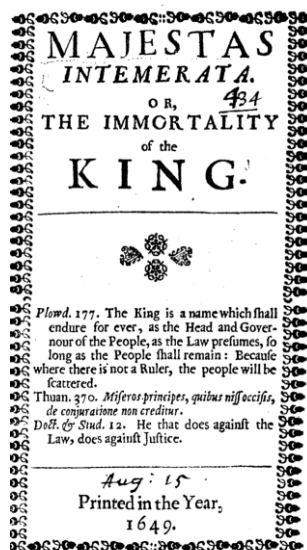 MAJESTAS
INTEMERATA.
OR,
434
THE IMMORTALITY
of the
KING.
Plowd. 177. The King is a name which ſhall
endure for ever, as the Head and Gover-
nour of the People, as the Law preſumes, ſo
long as the People ſhall remain: Becauſe
where there is not a Ruler, the people will be
ſcattered.
Thuan. 370. Miſeros principes, quibus niſſ occiſis,
de conjuratione non creditur.
Doct. & Stud. 12. He that does againſt the
Law, does againſt Juſtice.
Aug: 15
Printed in the Year,
1649.